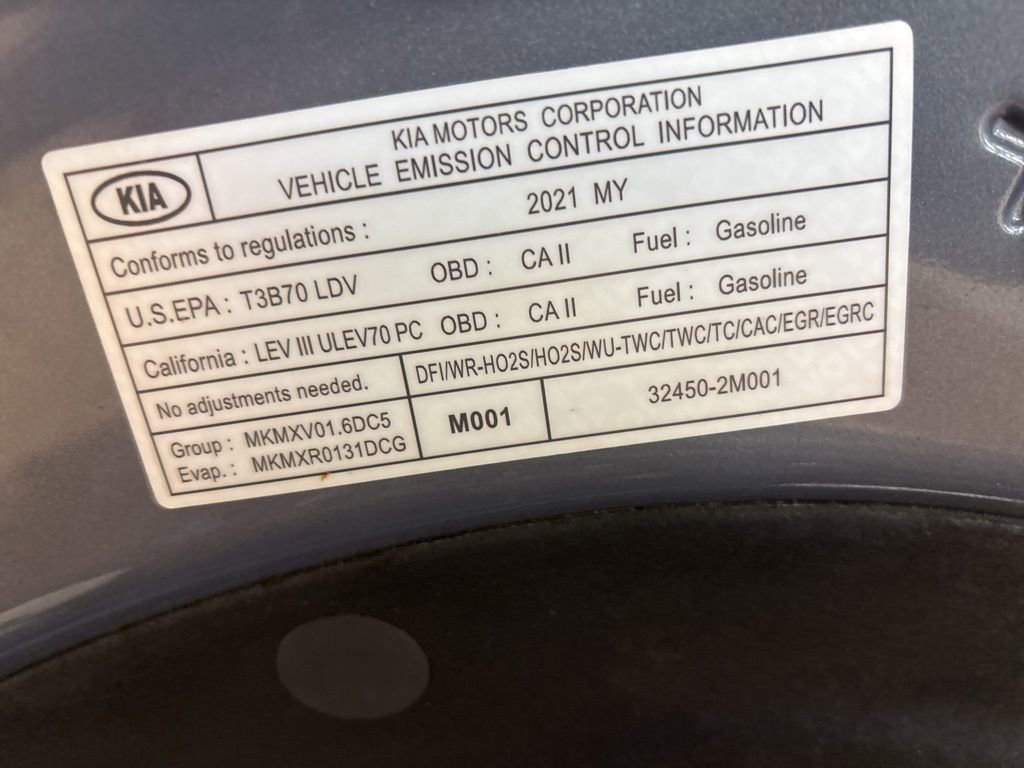 KIA
KIA MOTORS CORPORATION
VEHICLE EMISSION CONTROL INFORMATION
Conforms to regulations : 2021 MY
U.S.EPA : T3B70 LDV OBD : CA II Fuel : Gasoline
California : LEV III ULEV70 PC OBD : CA II Fuel : Gasoline
No adjustments needed. DFI/WR-HO2S/HO2S/WU-TWC/TWC/TC/CAC/EGR/EGRC
Group : MKMXV01.6DC5
Evap. : MKMXR0131DCG
M001
32450-2M001